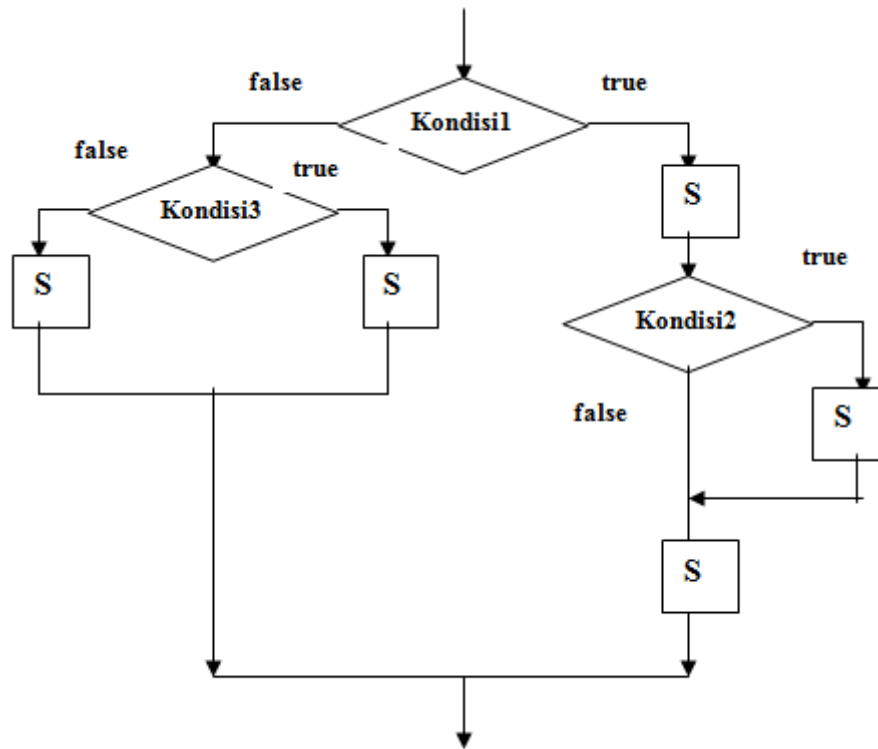 false
true
Kondisi1
false
true
S
Kondisi3
true
S
S
Kondisi2
false
S
S